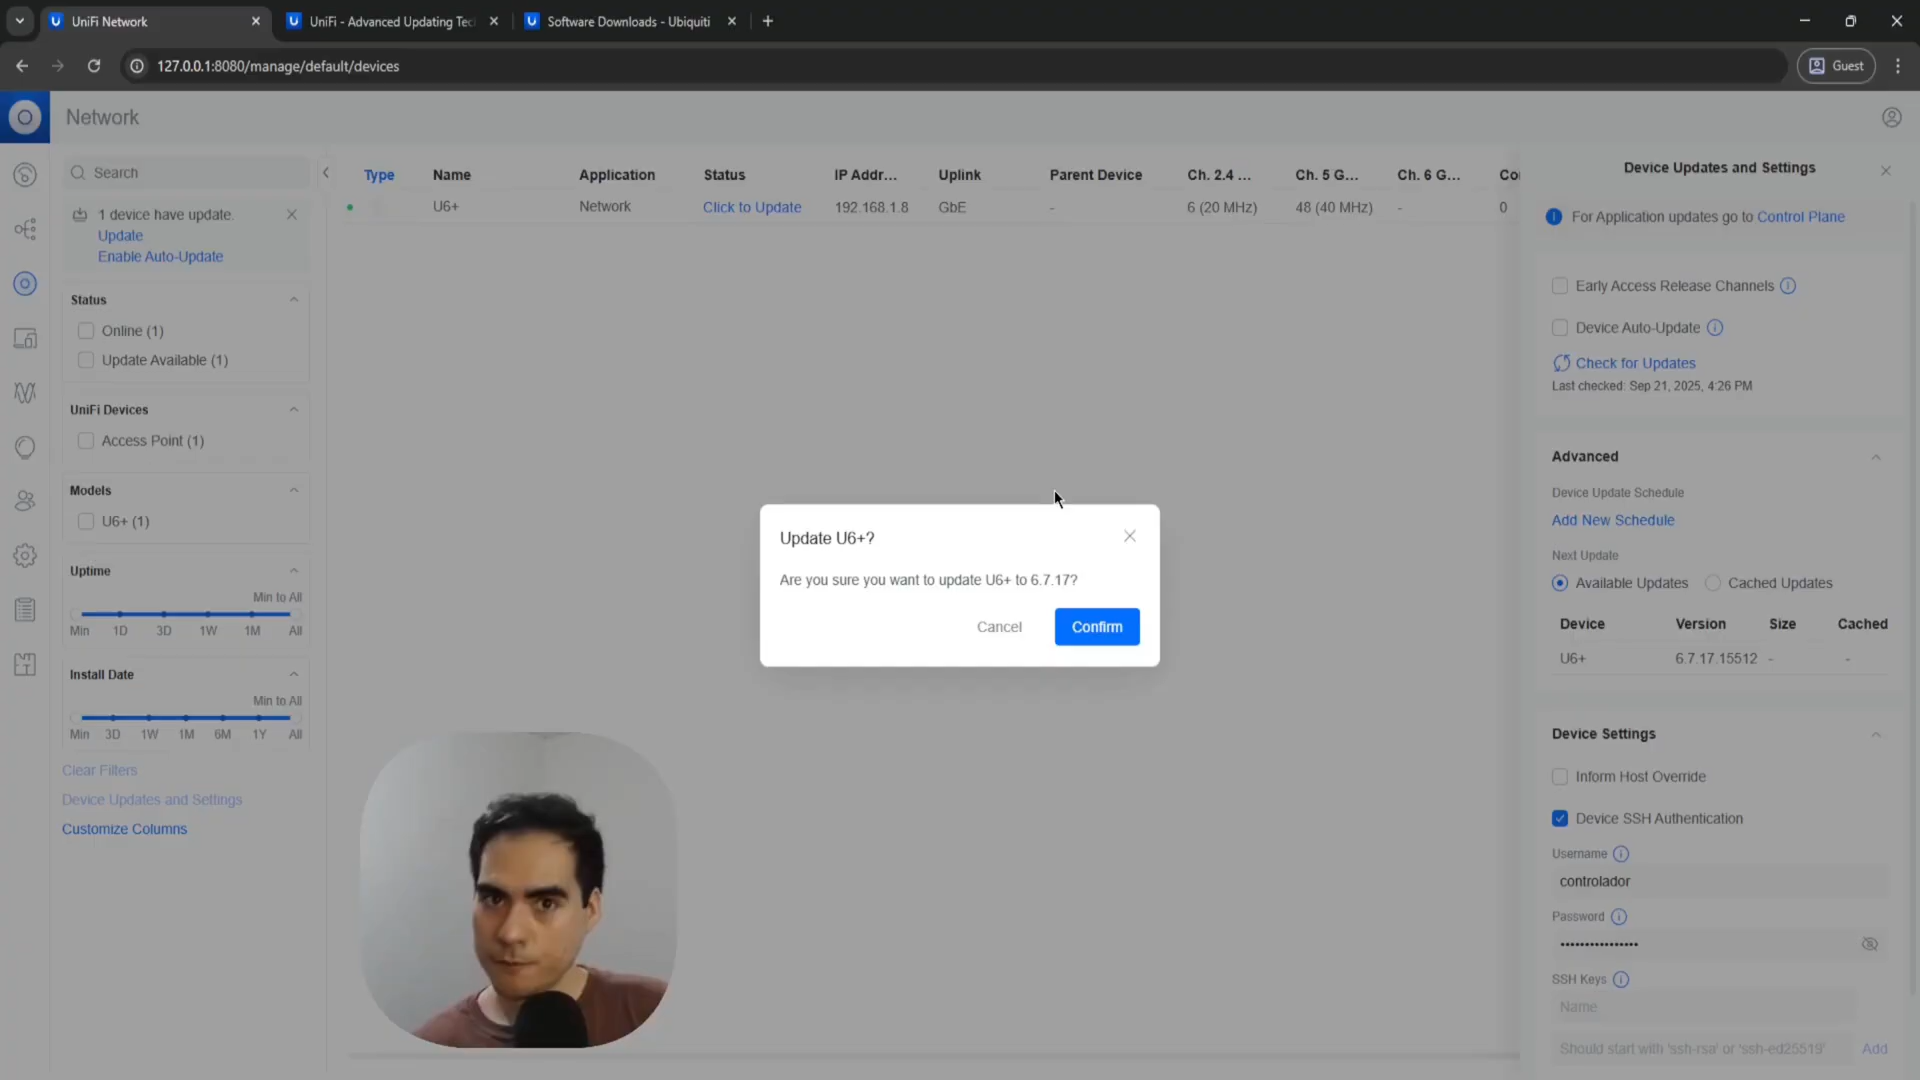 UniFi Network
UniFi - Advanced Updating Tec
Software Downloads - Ubiquiti
127.0.0.1:8080/manage/default/devices
Guest
Network
Search
1 device have update.
Update
Enable Auto-Update
Status
Online (1)
Update Available (1)
UniFi Devices
Access Point (1)
Models
U6+ (1)
Uptime
Min to All
Min 1D 3D 1W 1M All
Install Date
Min to All
Min 3D 1W 1M 6M 1Y All
Clear Filters
Device Updates and Settings
Customize Columns
Type Name Application Status IP Addr... Uplink Parent Device Ch. 2.4 ... Ch. 5 G... Ch. 6 G... Co
U6+ Network Click to Update 192.168.1.8 GbE - 6 (20 MHz) 48 (40 MHz) - 0
Update U6+?
Are you sure you want to update U6+ to 6.7.17?
Cancel Confirm
Device Updates and Settings
For Application updates go to Control Plane
Early Access Release Channels
Device Auto-Update
Check for Updates
Last checked: Sep 21, 2025, 4:26 PM
Advanced
Device Update Schedule
Add New Schedule
Next Update
Available Updates Cached Updates
Device Version Size Cached
U6+ 6.7.17.15512 - -
Device Settings
Inform Host Override
Device SSH Authentication
Username
controlador
Password
••••••••••••••••
SSH Keys
Name
Should start with 'ssh-rsa' or 'ssh-ed25519' Add